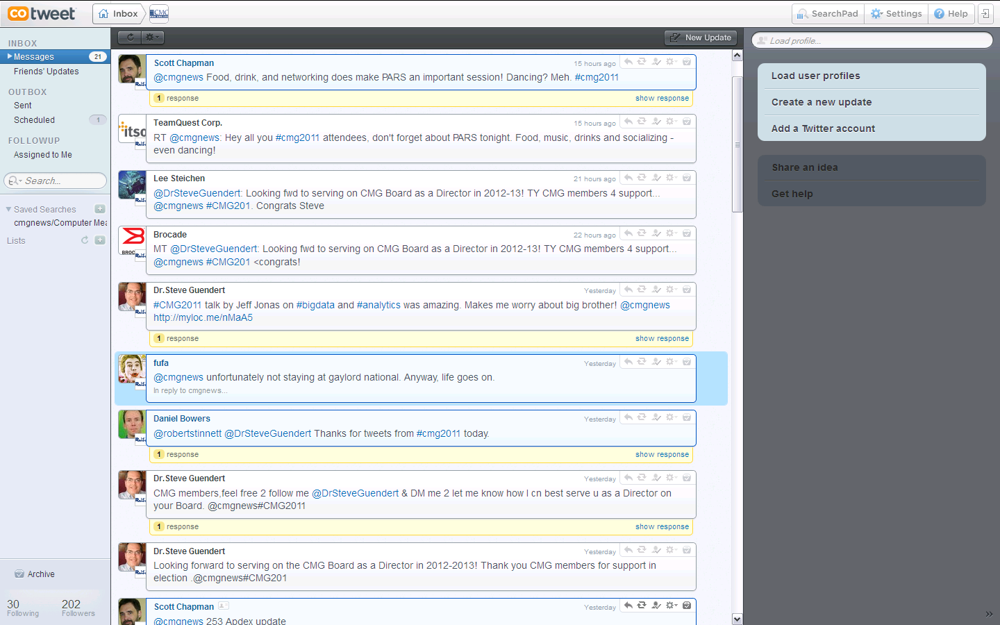 cotweet
Inbox
CMG
SearchPad
Settings
Help
INBOX
Messages 21
Friends' Updates
OUTBOX
Sent
Scheduled 1
FOLLOWUP
Assigned to Me
Search...
Saved Searches
cmgnews/Computer Mea
Lists
Archive
30
Following
202
Followers
New Update
Scott Chapman 15 hours ago
@cmgnews Food, drink, and networking does make PARS an important session! Dancing? Meh. #cmg2011
1 response show response
itso
TeamQuest Corp. 15 hours ago
RT @cmgnews: Hey all you #cmg2011 attendees, don't forget about PARS tonight. Food, music, drinks and socializing -
even dancing!
Lee Steichen 21 hours ago
@DrSteveGuendert: Looking fwd to serving on CMG Board as a Director in 2012-13! TY CMG members 4 support...
@cmgnews #CMG201. Congrats Steve
BROC
Brocade 22 hours ago
MT @DrSteveGuendert: Looking fwd to serving on CMG Board as a Director in 2012-13! TY CMG members 4 support...
@cmgnews #CMG201 <congrats!
Dr.Steve Guendert Yesterday
#CMG2011 talk by Jeff Jonas on #bigdata and #analytics was amazing. Makes me worry about big brother! @cmgnews
http://myloc.me/nMaA5
1 response show response
fufa Yesterday
@cmgnews unfortunately not staying at gaylord national. Anyway, life goes on.
In reply to cmgnews...
Daniel Bowers Yesterday
@robertstinnett @DrSteveGuendert Thanks for tweets from #cmg2011 today.
1 response show response
Dr.Steve Guendert Yesterday
CMG members,feel free 2 follow me @DrSteveGuendert & DM me 2 let me know how I cn best serve u as a Director on
your Board. @cmgnews#CMG2011
1 response show response
Dr.Steve Guendert Yesterday
Looking forward to serving on the CMG Board as a Director in 2012-2013! Thank you CMG members for support in
election .@cmgnews#CMG201
Scott Chapman Yesterday
@cmgnews 253 Apdex update
Load profile...
Load user profiles
Create a new update
Add a Twitter account
Share an idea
Get help
»